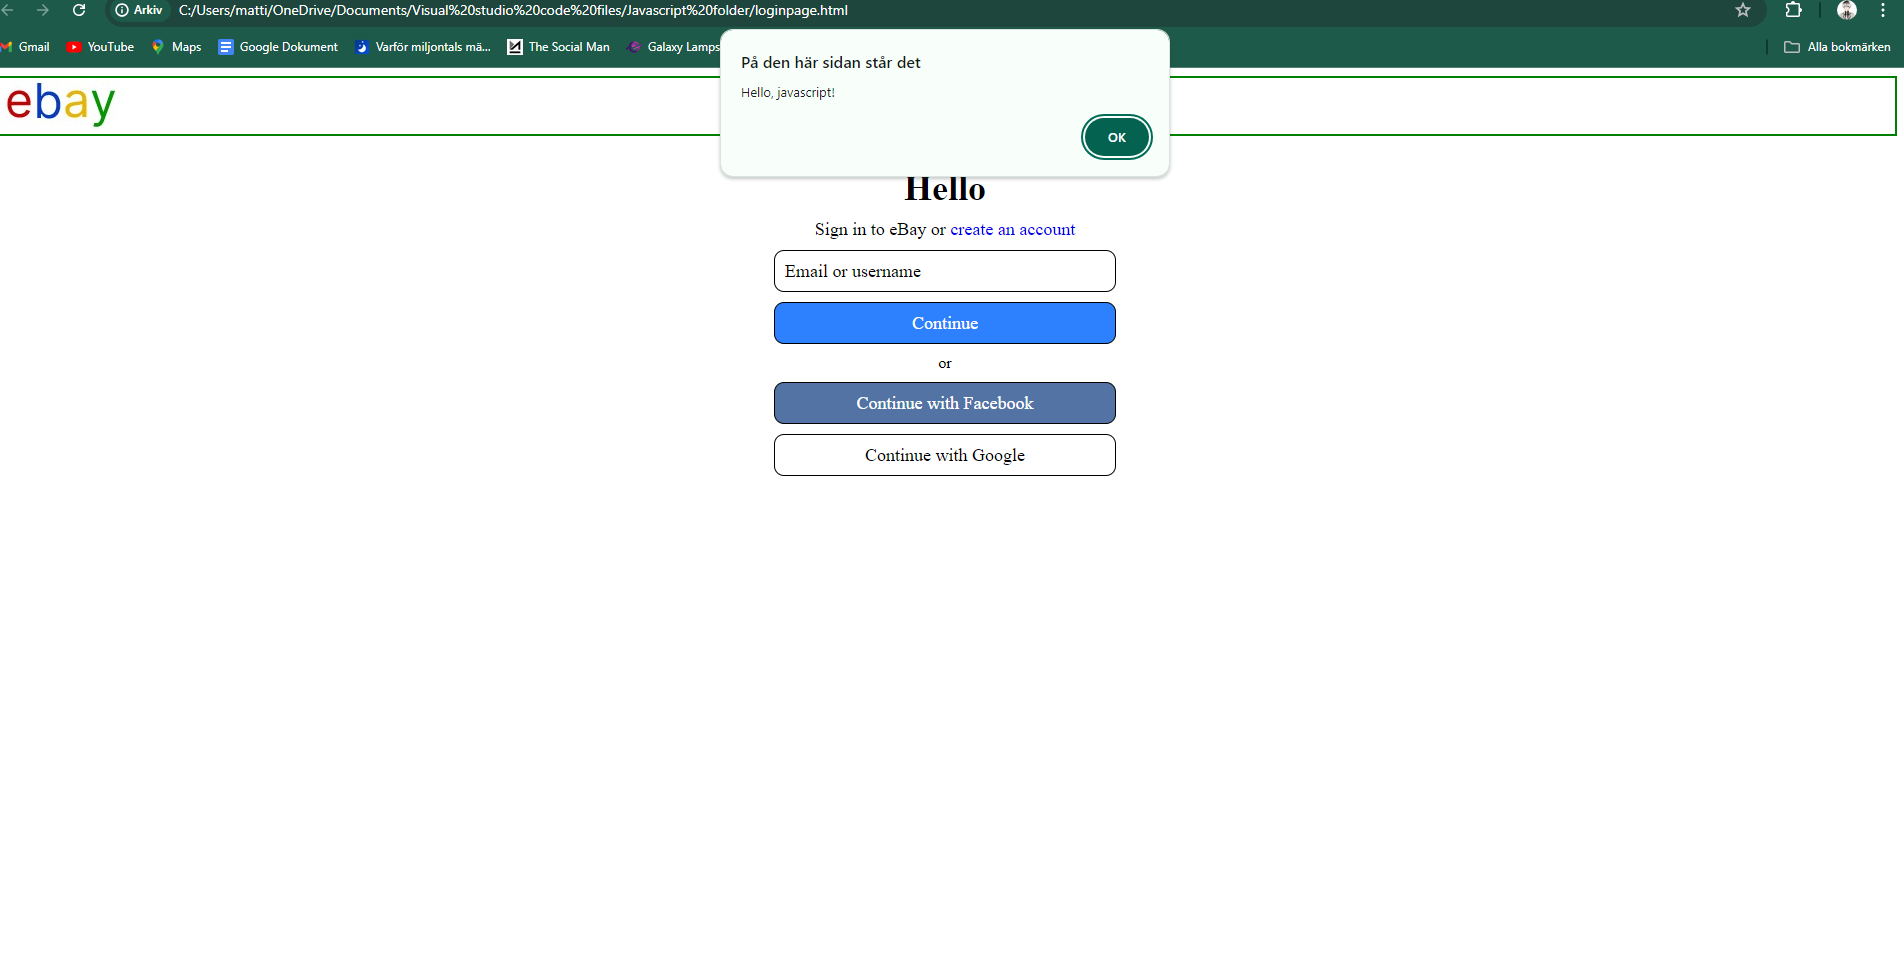 Arkiv C:/Users/matti/OneDrive/Documents/Visual%20studio%20code%20files/Javascript%20folder/loginpage.html
Gmail YouTube Maps Google Dokument Varför miljontals mä... The Social Man Galaxy Lamps Alla bokmärken
På den här sidan står det
Hello, javascript!
OK
ebay
Hello
Sign in to eBay or create an account
Email or username
Continue
or
Continue with Facebook
Continue with Google